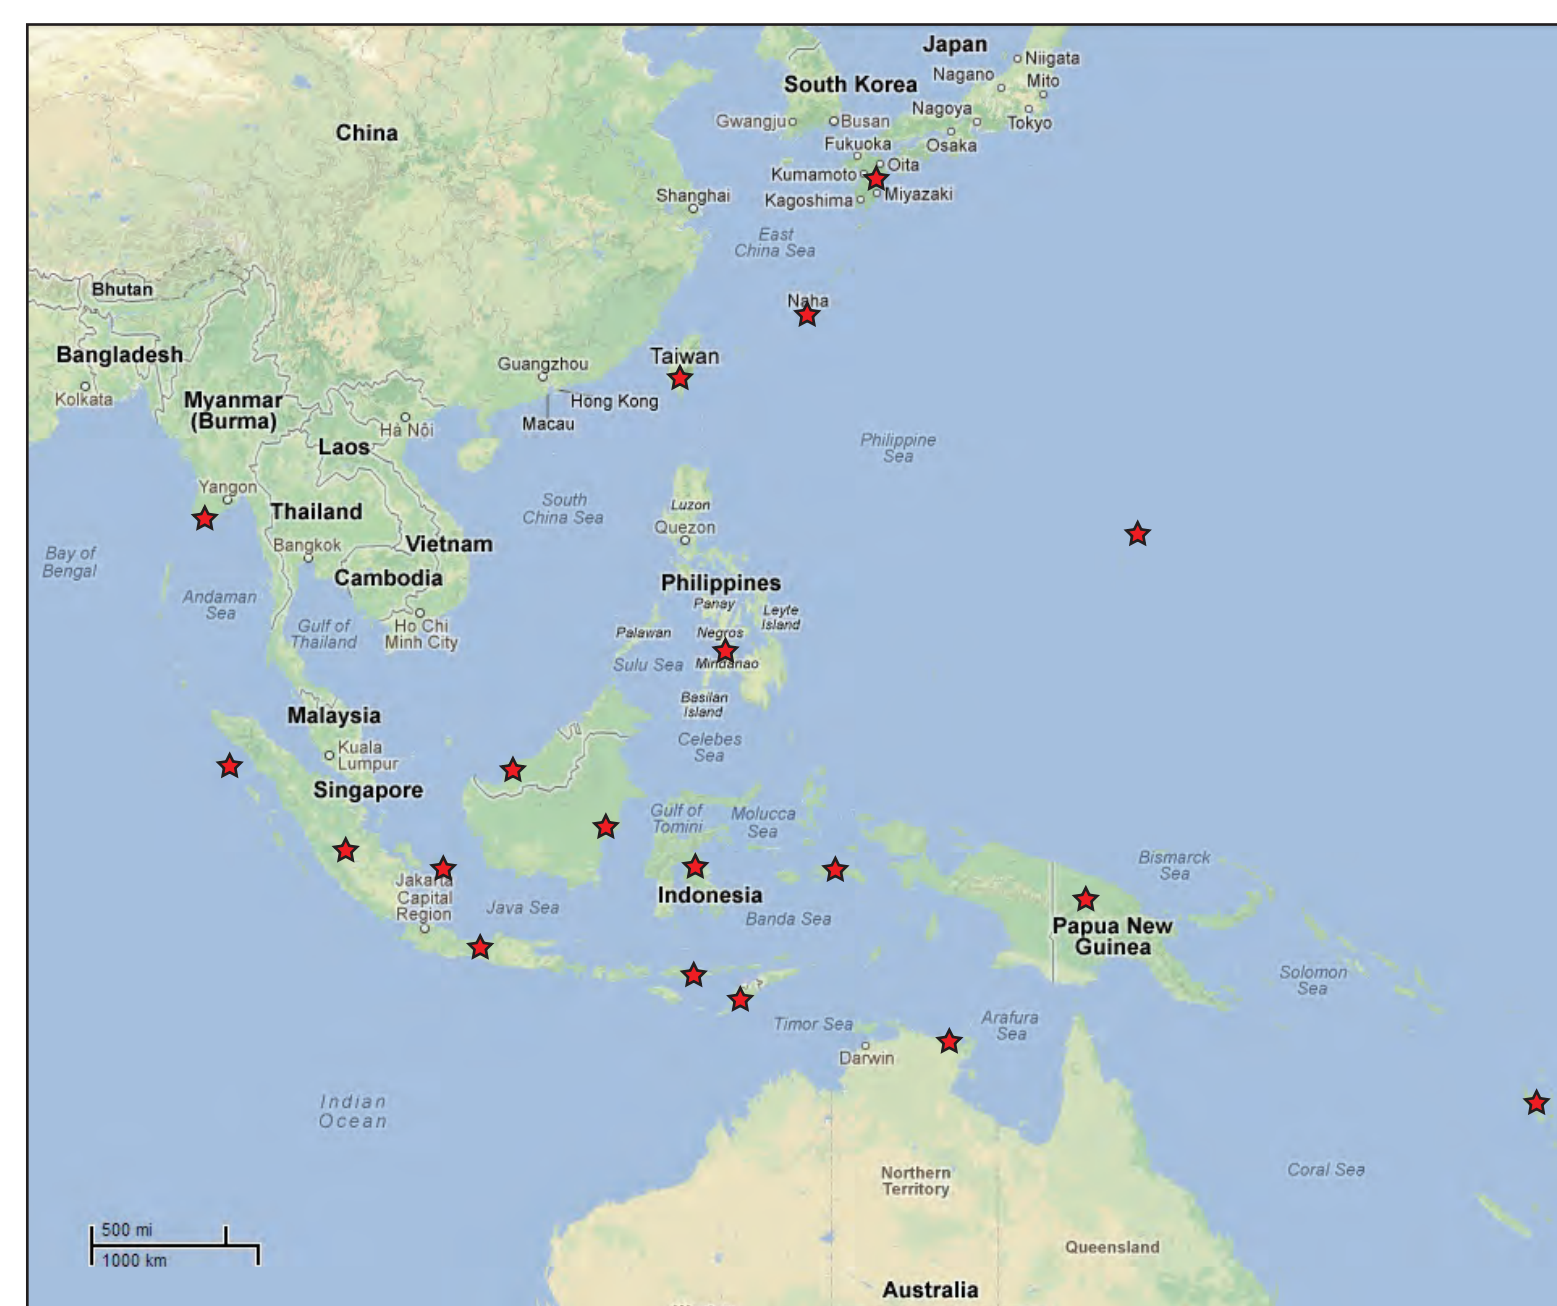 Japan
Niigata
Nagano
Mito
South Korea
Nagoya
Gwangju
Busan
Tokyo
China
Fukuoka
Osaka
Oita
Kumamoto
Shanghai
Miyazaki
Kagoshima
East
China Sea
Bhutan
Naha
Bangladesh
Guangzhou
Taiwan
Kolkata
Myanmar
(Burma)
Hong Kong
Macau
Hà Nội
Laos
Philippine
Sea
Yangon
Thailand
South
China Sea
Luzon
Quezon
Bangkok
Vietnam
Bay of
Bengal
Cambodia
Philippines
Andaman
Sea
Panay
Leyte
Island
Gulf of
Thailand
Ho Chi
Minh City
Palawan
Negros
Sulu Sea
Mindanao
Basilan
Island
Malaysia
Kuala
Lumpur
Celebes
Sea
Singapore
Gulf of
Tomini
Molucca
Sea
Bismarck
Sea
Jakarta
Capital
Region
Java Sea
Indonesia
Banda Sea
Papua New
Guinea
Solomon
Sea
Timor Sea
Arafura
Sea
Darwin
Indian
Ocean
Northern
Territory
Coral Sea
500 mi
1000 km
Queensland
Australia